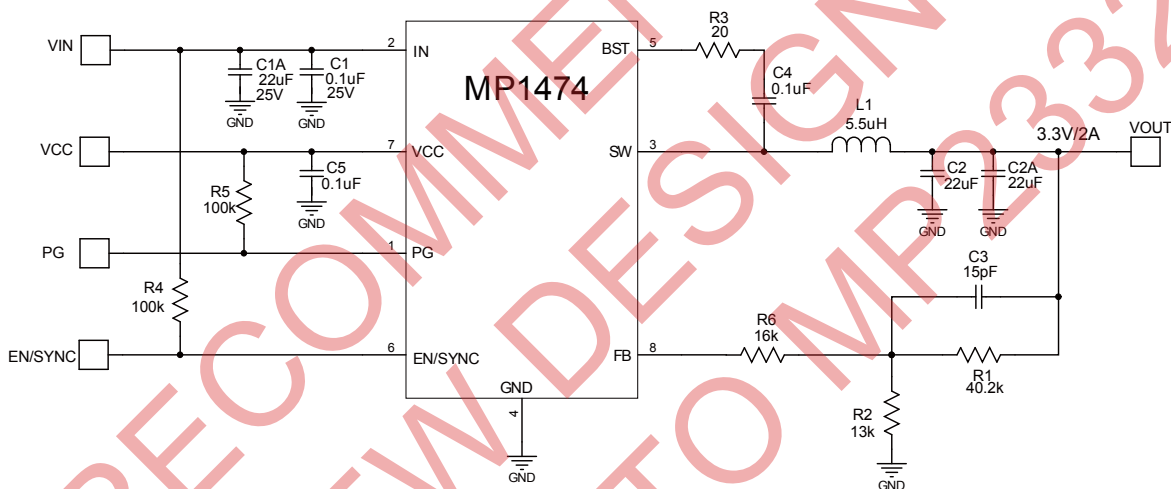 VIN
2
IN
C1A
22uF
25V
GND
C1
0.1uF
25V
GND
BST
5
R3
20
C4
0.1uF
MP1474
L1
5.5uH
3.3V/2A
VOUT
VCC
7
VCC
SW
3
C5
0.1uF
GND
R5
100k
C2
22uF
GND
C2A
22uF
GND
PG
1
PG
R4
100k
C3
15pF
EN/SYNC
6
EN/SYNC
FB
8
R6
16k
R1
40.2k
GND
4
GND
R2
13k
GND
RECOMME
EW DESIGN
TO MP2332